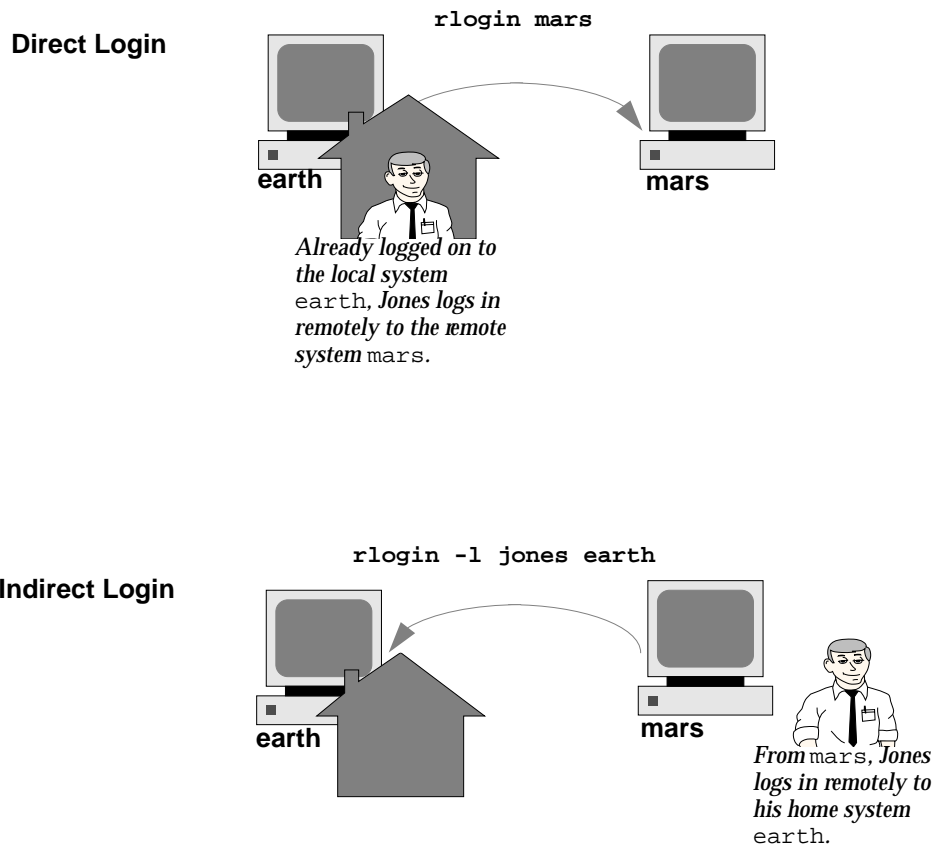 rlogin mars
Direct Login
earth
mars
Already logged on to
the local system
earth, Jones logs in
remotely to the remote
system mars.
rlogin -l jones earth
Indirect Login
earth
mars
From mars, Jones
logs in remotely to
his home system
earth.